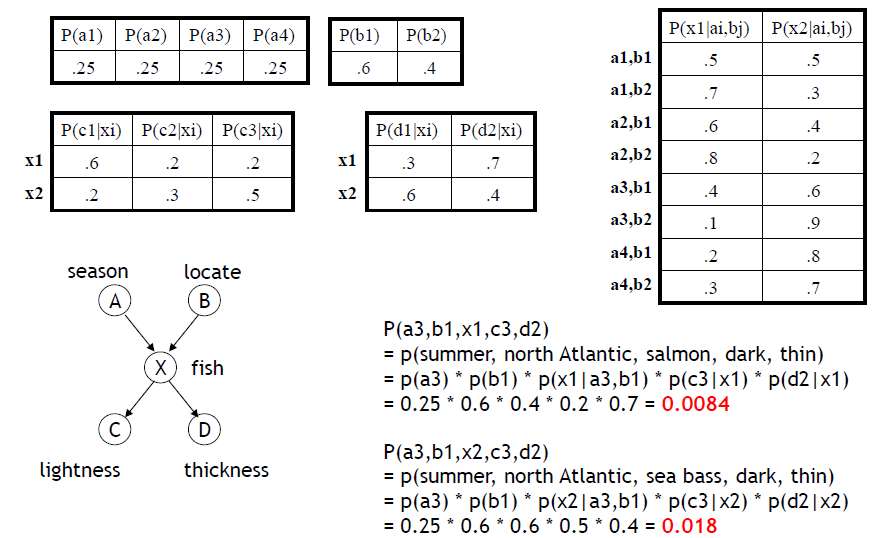 P(a1) P(a2) P(a3) P(a4)
.25 .25 .25 .25
P(b1) P(b2)
.6 .4
P(x1|ai,bj) P(x2|ai,bj)
a1,b1 .5 .5
a1,b2 .7 .3
a2,b1 .6 .4
a2,b2 .8 .2
a3,b1 .4 .6
a3,b2 .1 .9
a4,b1 .2 .8
a4,b2 .3 .7
P(c1|xi) P(c2|xi) P(c3|xi)
x1 .6 .2 .2
x2 .2 .3 .5
P(d1|xi) P(d2|xi)
x1 .3 .7
x2 .6 .4
season locate
A B
X fish
C D
lightness thickness
P(a3,b1,x1,c3,d2)
= p(summer, north Atlantic, salmon, dark, thin)
= p(a3) * p(b1) * p(x1|a3,b1) * p(c3|x1) * p(d2|x1)
= 0.25 * 0.6 * 0.4 * 0.2 * 0.7 = 0.0084
P(a3,b1,x2,c3,d2)
= p(summer, north Atlantic, sea bass, dark, thin)
= p(a3) * p(b1) * p(x2|a3,b1) * p(c3|x2) * p(d2|x2)
= 0.25 * 0.6 * 0.6 * 0.5 * 0.4 = 0.018